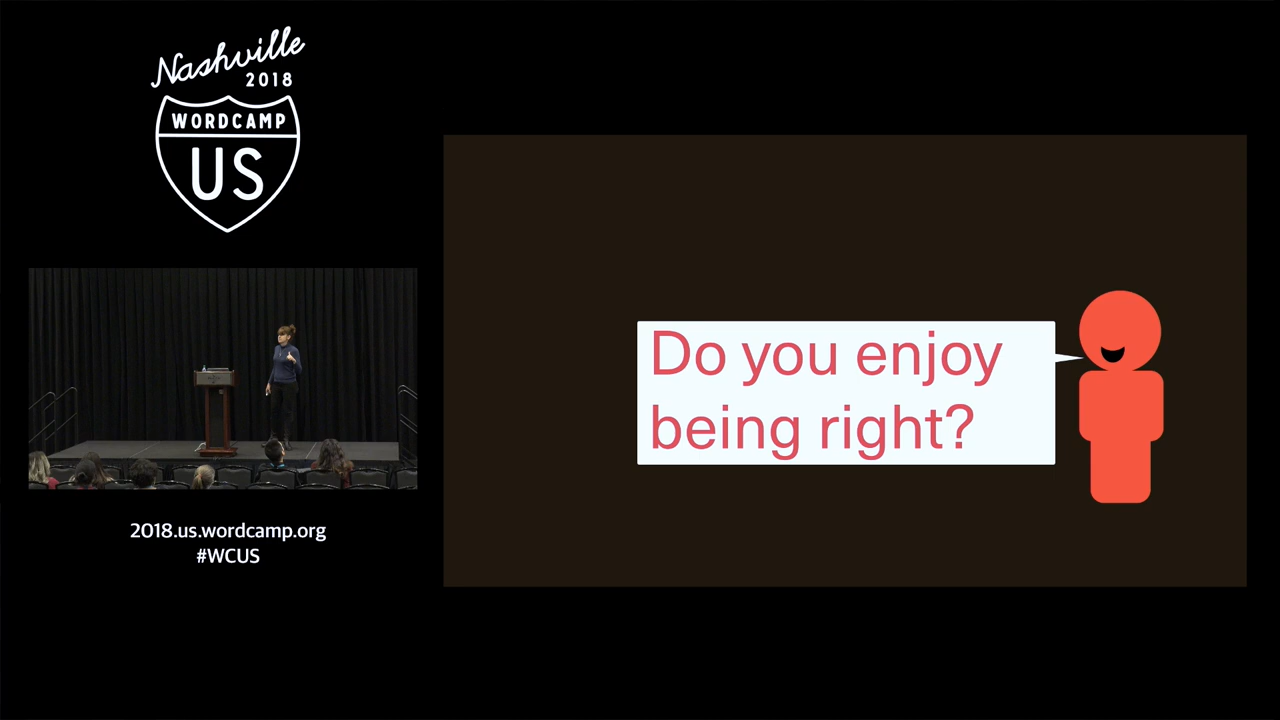 Nashville
2018
WORDCAMP
US
Do you enjoy
being right?
2018.us.wordcamp.org
#WCUS